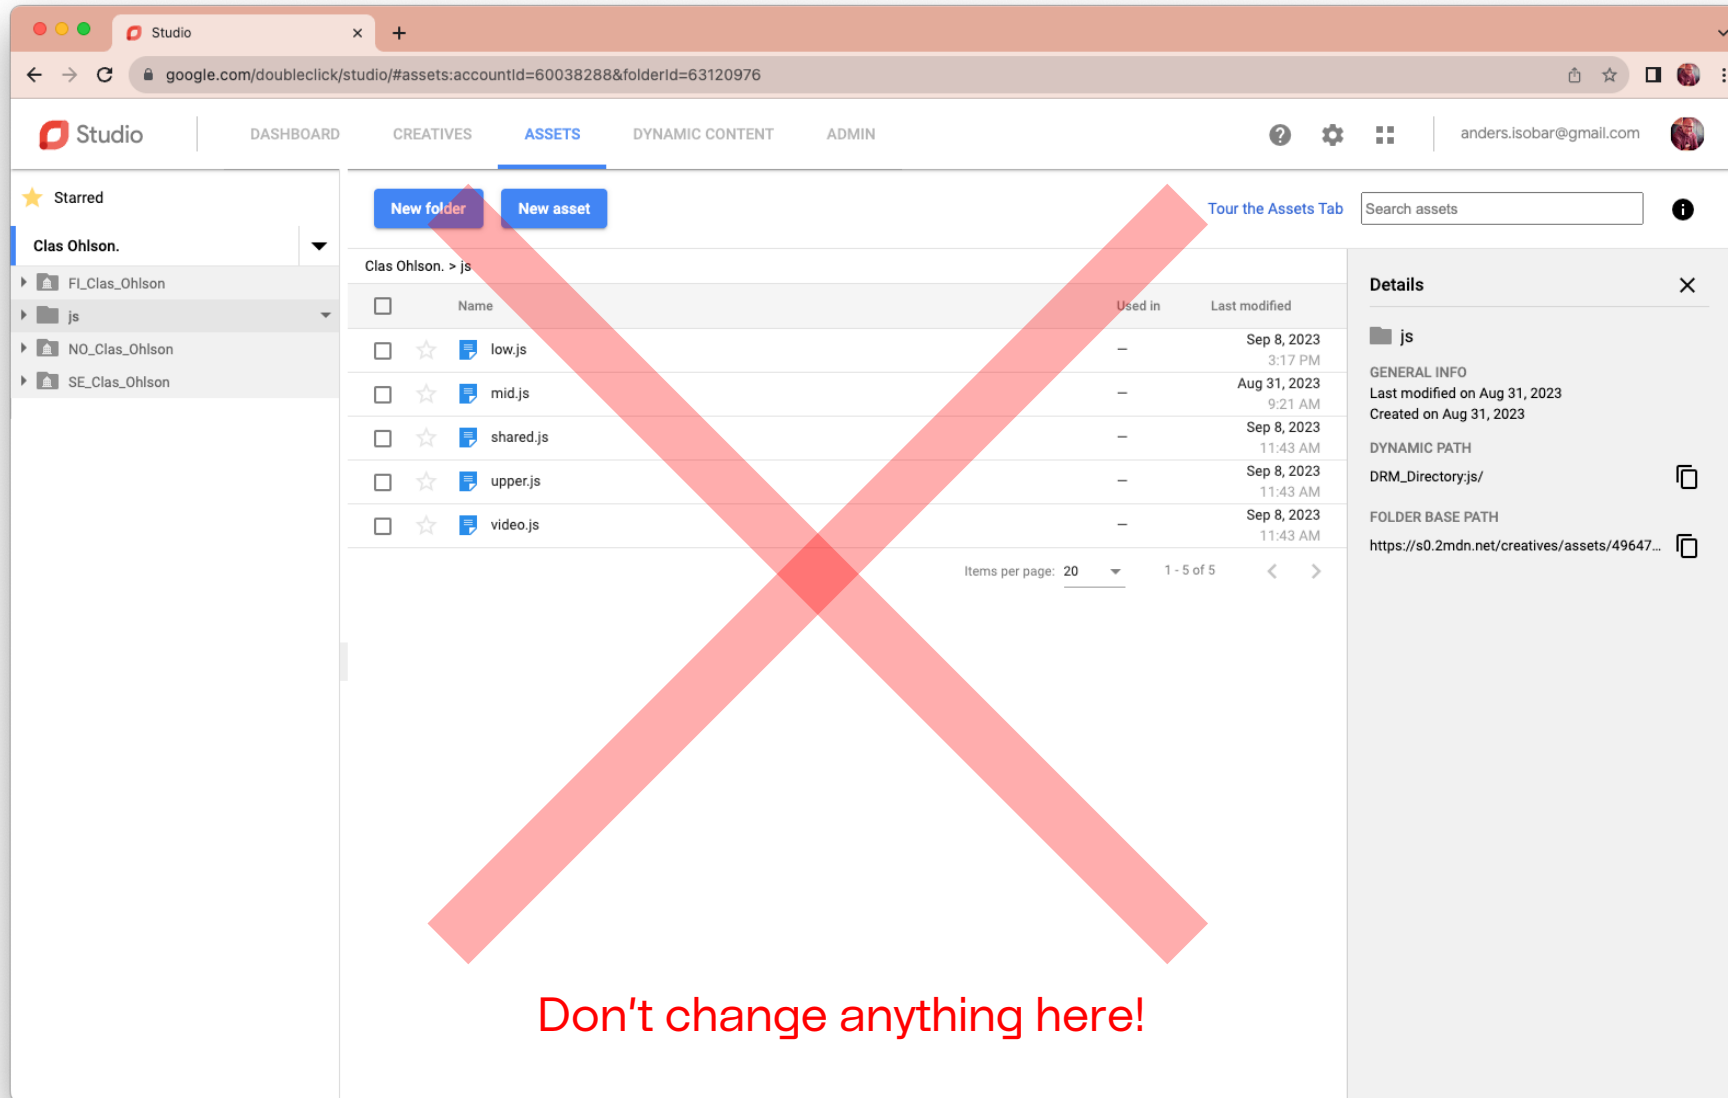 Studio
google.com/doubleclick/studio/#assets:accountId=60038288&folderId=63120976
Studio
DASHBOARD
CREATIVES
ASSETS
DYNAMIC CONTENT
ADMIN
anders.isobar@gmail.com
Starred
Clas Ohlson.
FI_Clas_Ohlson
js
NO_Clas_Ohlson
SE_Clas_Ohlson
New folder
New asset
Tour the Assets Tab
Search assets
Clas Ohlson. > js
Name
Used in
Last modified
low.js
–
Sep 8, 2023
3:17 PM
mid.js
–
Aug 31, 2023
9:21 AM
shared.js
–
Sep 8, 2023
11:43 AM
upper.js
–
Sep 8, 2023
11:43 AM
video.js
–
Sep 8, 2023
11:43 AM
Items per page: 20
1 - 5 of 5
Details
js
GENERAL INFO
Last modified on Aug 31, 2023
Created on Aug 31, 2023
DYNAMIC PATH
DRM_Directory:js/
FOLDER BASE PATH
https://s0.2mdn.net/creatives/assets/49647...
Don't change anything here!